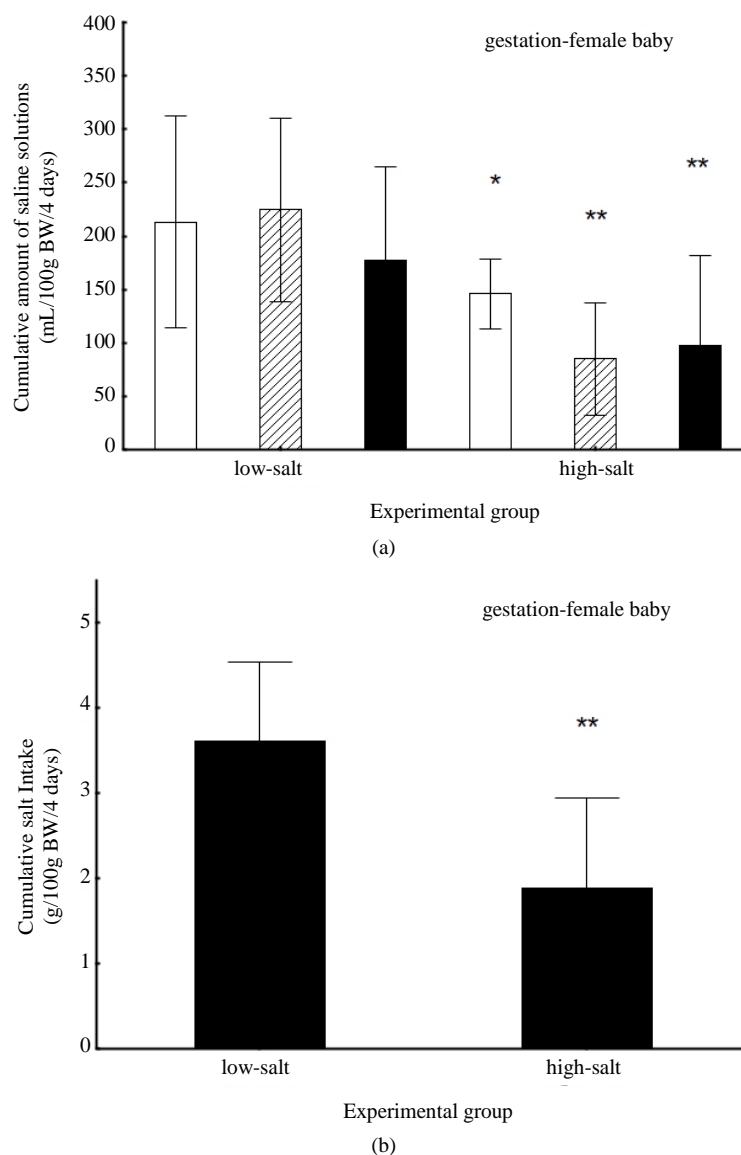 gestation-female baby
Cumulative amount of saline solutions
(mL/100g BW/4 days)
400
350
300
250
200
150
100
50
0
*
**
**
low-salt
high-salt
Experimental group
(a)
gestation-female baby
Cumulative salt Intake
(g/100g BW/4 days)
5
4
3
2
1
0
**
low-salt
high-salt
Experimental group
(b)